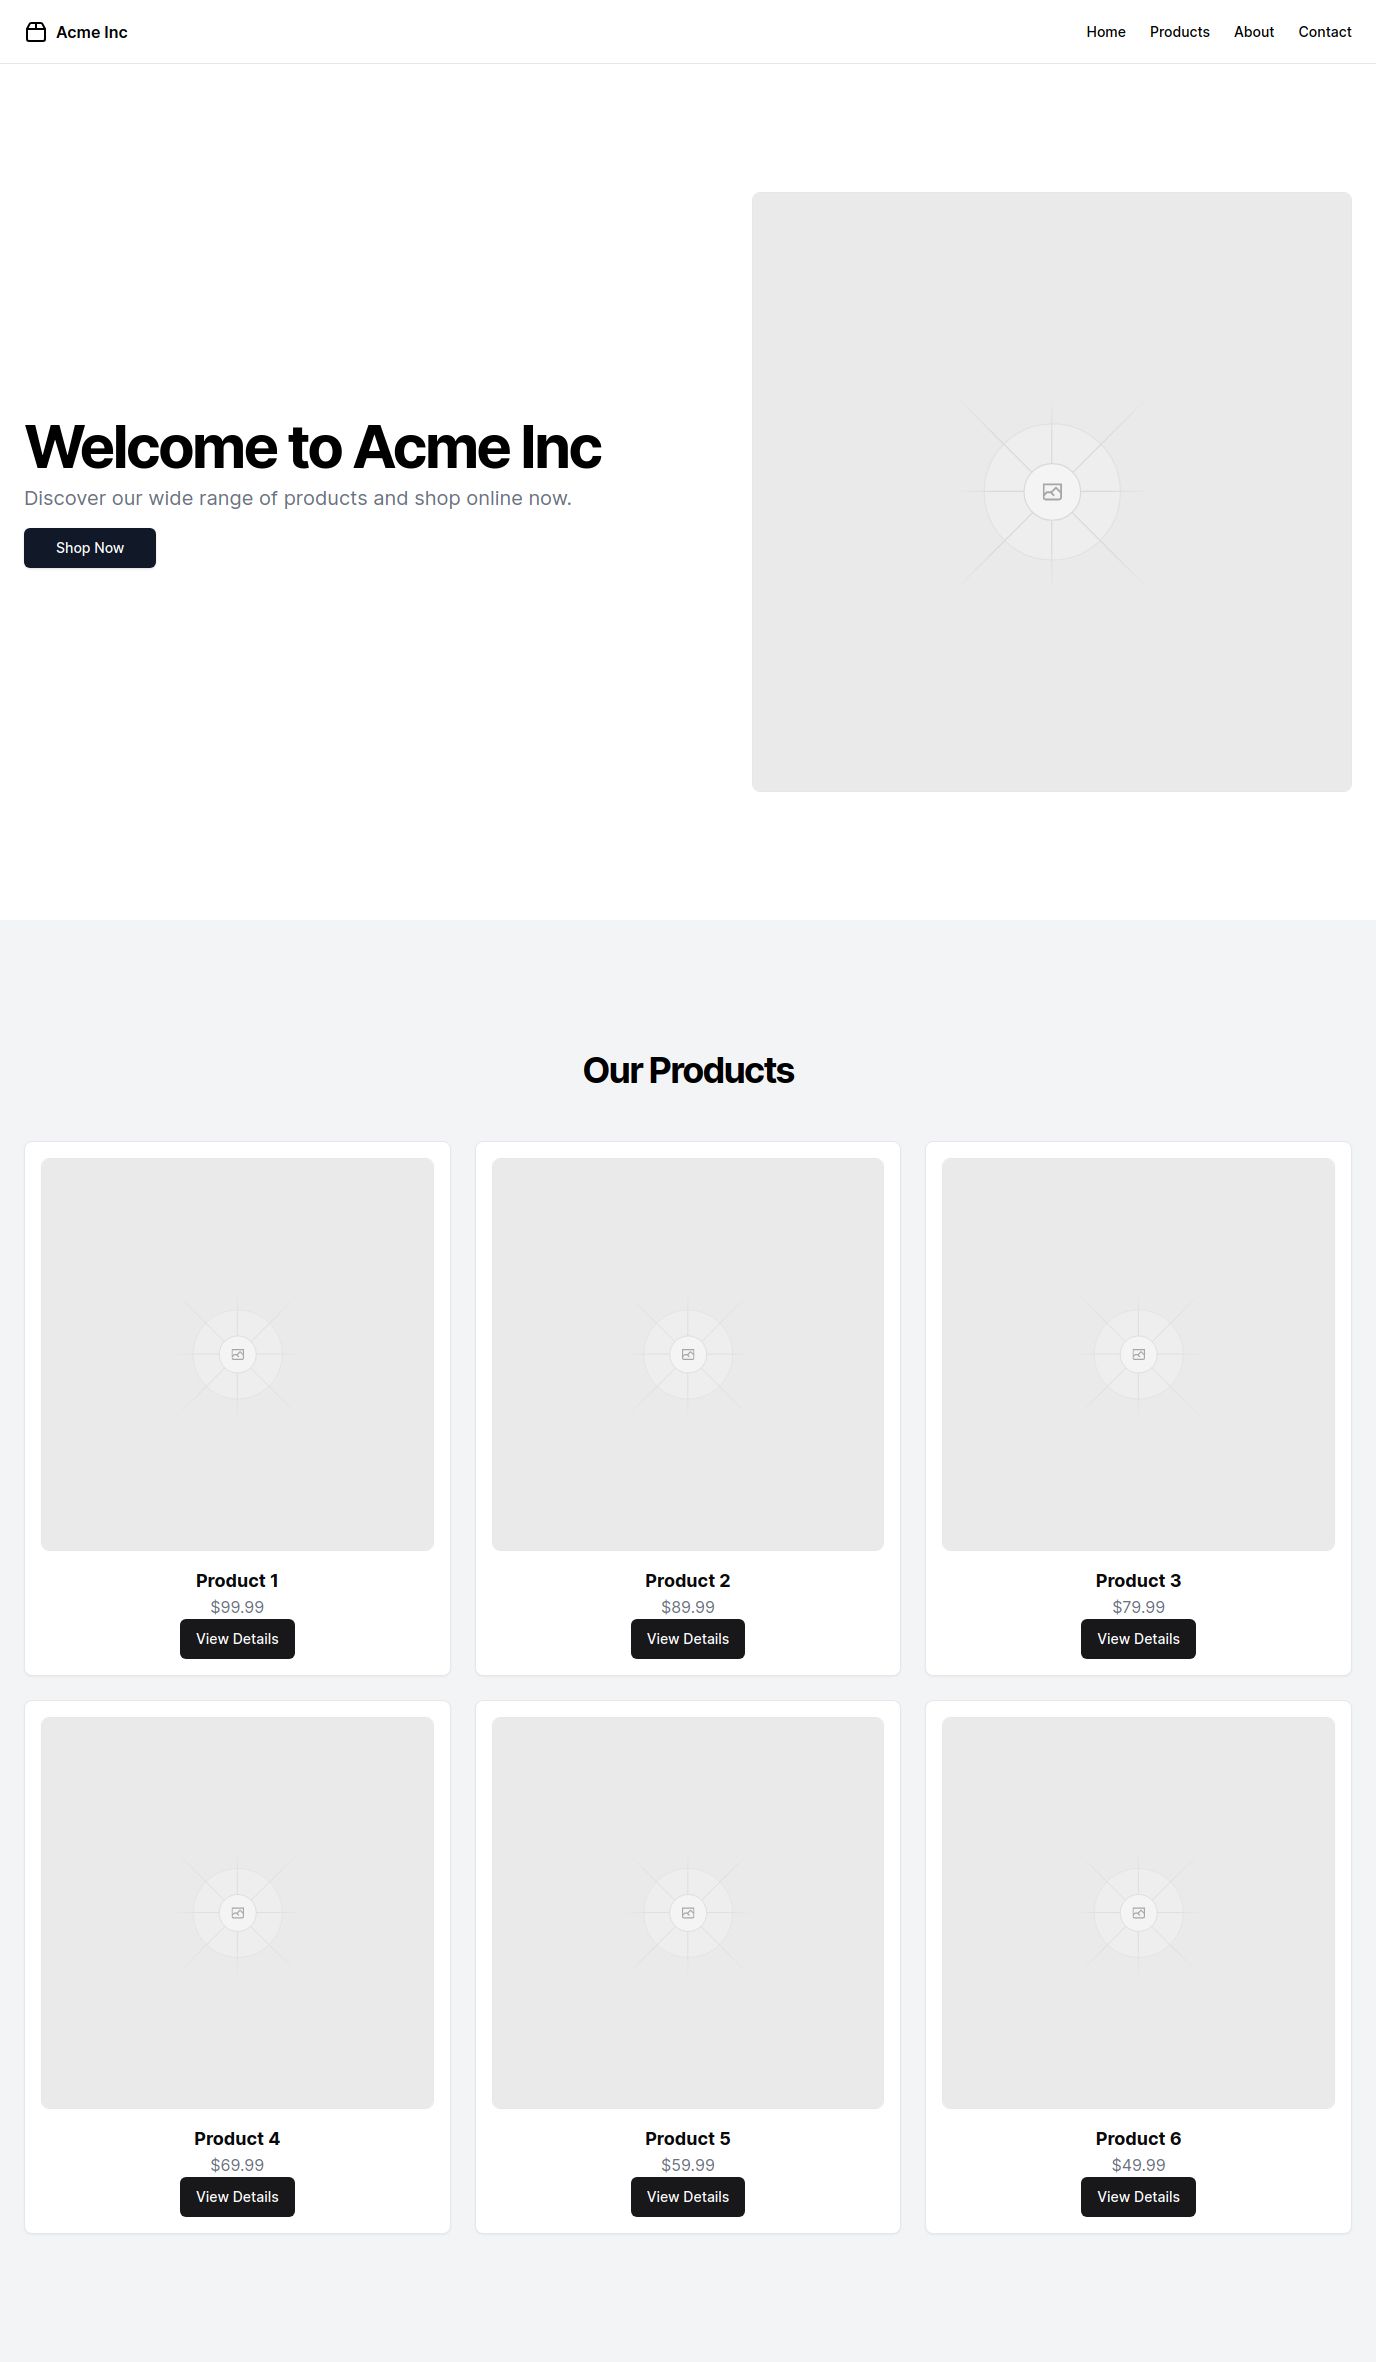 Acme Inc
Home Products About Contact
Welcome to Acme Inc
Discover our wide range of products and shop online now.
Shop Now
Our Products
Product 1
$99.99
View Details
Product 2
$89.99
View Details
Product 3
$79.99
View Details
Product 4
$69.99
View Details
Product 5
$59.99
View Details
Product 6
$49.99
View Details